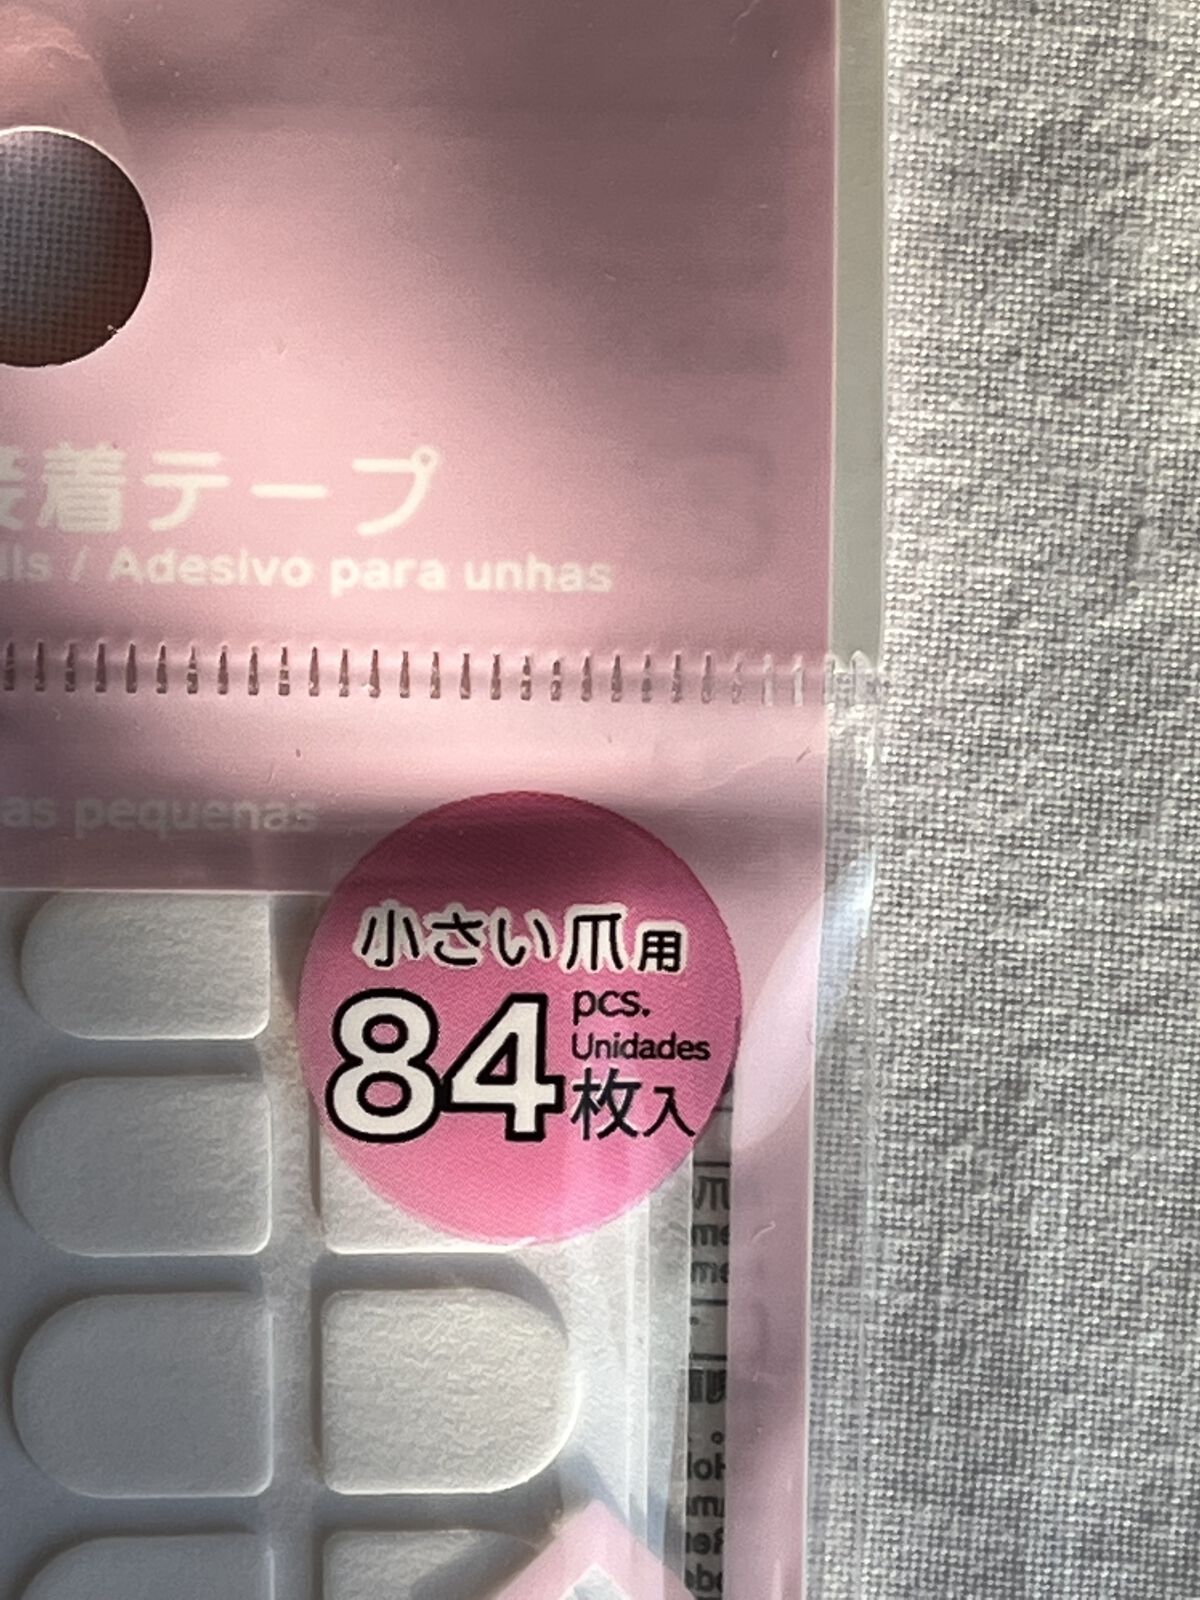 装着テープ
ils / Adesivo para unhas
as pequenas
小さい爪用
84
pcs.
Unidades
枚入